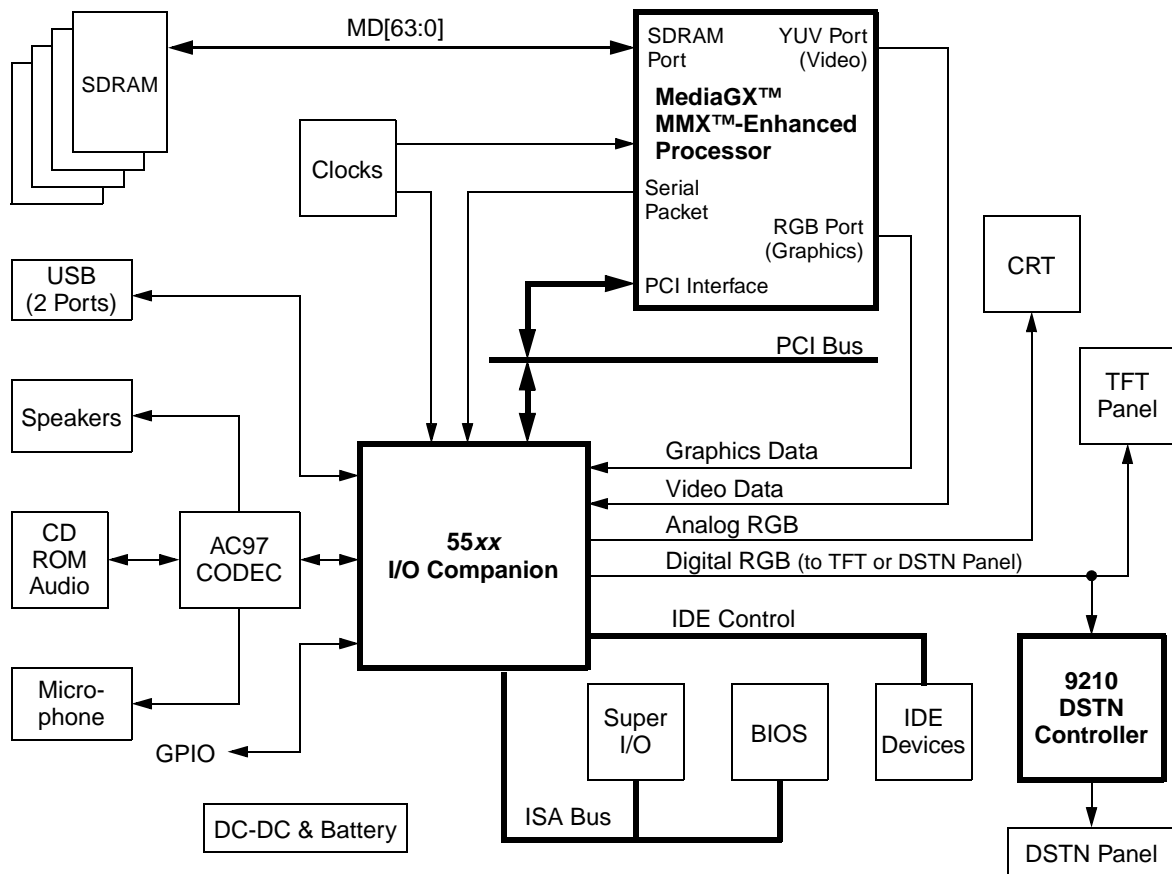 MD[63:0]
SDRAM
SDRAM
Port
YUV Port
(Video)
MediaGX™
MMX™-Enhanced
Processor
Clocks
Serial
Packet
RGB Port
(Graphics)
PCI Interface
CRT
USB
(2 Ports)
PCI Bus
TFT
Panel
Speakers
Graphics Data
Video Data
Analog RGB
Digital RGB (to TFT or DSTN Panel)
CD
ROM
Audio
AC97
CODEC
55xx
I/O Companion
IDE Control
Micro-
phone
GPIO
Super
I/O
BIOS
IDE
Devices
9210
DSTN
Controller
ISA Bus
DC-DC & Battery
DSTN Panel